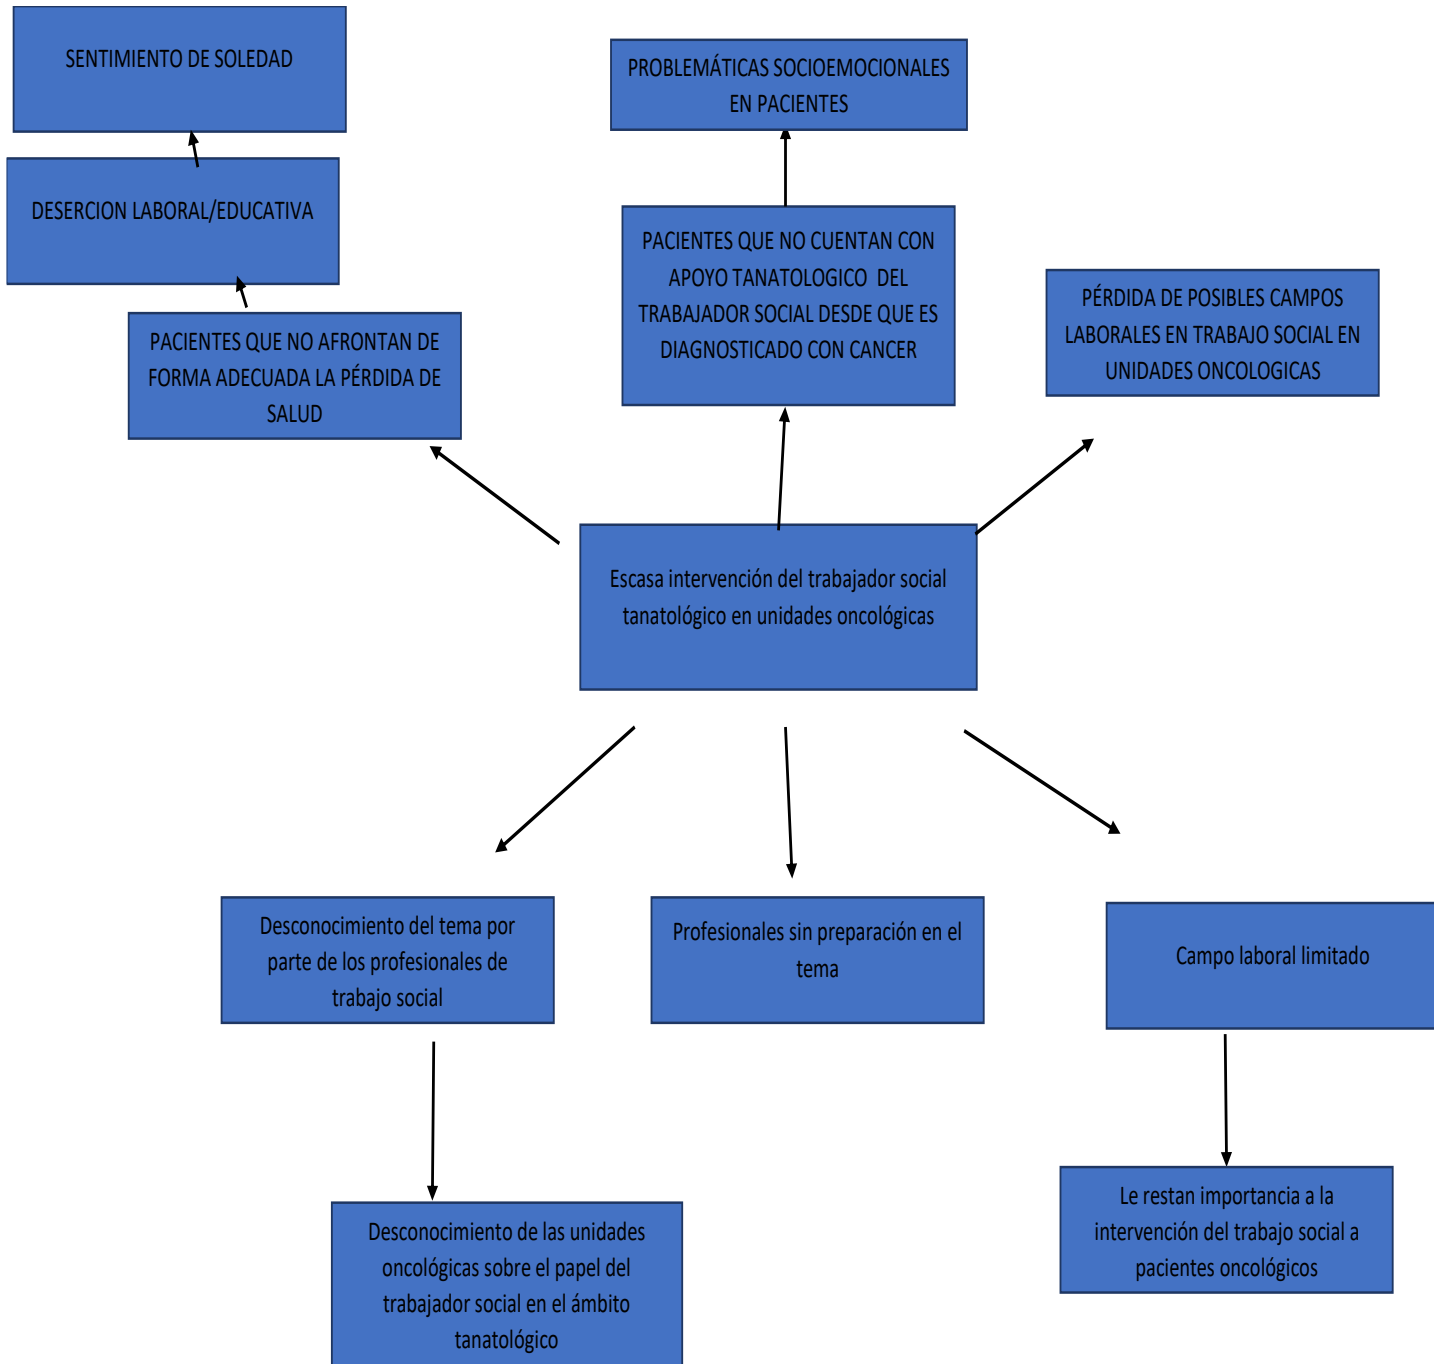 SENTIMIENTO DE SOLEDAD
PROBLEMÁTICAS SOCIOEMOCIONALES
EN PACIENTES
DESERCION LABORAL/EDUCATIVA
PACIENTES QUE NO CUENTAN CON
APOYO TANATOLOGICO DEL
TRABAJADOR SOCIAL DESDE QUE ES
DIAGNOSTICADO CON CANCER
PÉRDIDA DE POSIBLES CAMPOS
LABORALES EN TRABAJO SOCIAL EN
UNIDADES ONCOLOGICAS
PACIENTES QUE NO AFRONTAN DE
FORMA ADECUADA LA PÉRDIDA DE
SALUD
Escasa intervención del trabajador social
tanatológico en unidades oncológicas
Desconocimiento del tema por
parte de los profesionales de
trabajo social
Profesionales sin preparación en el
tema
Campo laboral limitado
Desconocimiento de las unidades
oncológicas sobre el papel del
trabajador social en el ámbito
tanatológico
Le restan importancia a la
intervención del trabajo social a
pacientes oncológicos